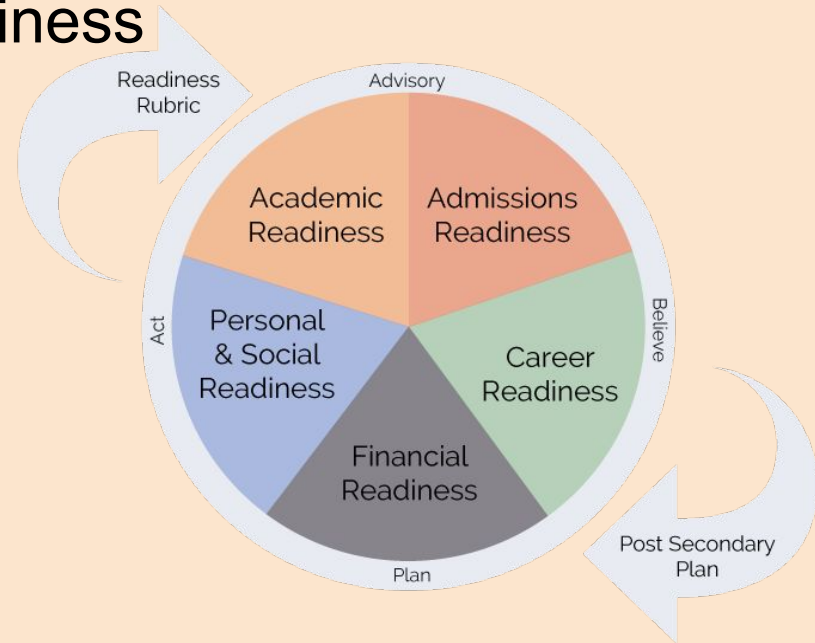 iness
Readiness
Rubric
Advisory
Academic
Readiness
Admissions
Readiness
Act
Personal
& Social
Readiness
Believe
Career
Readiness
Financial
Readiness
Plan
Post Secondary
Plan